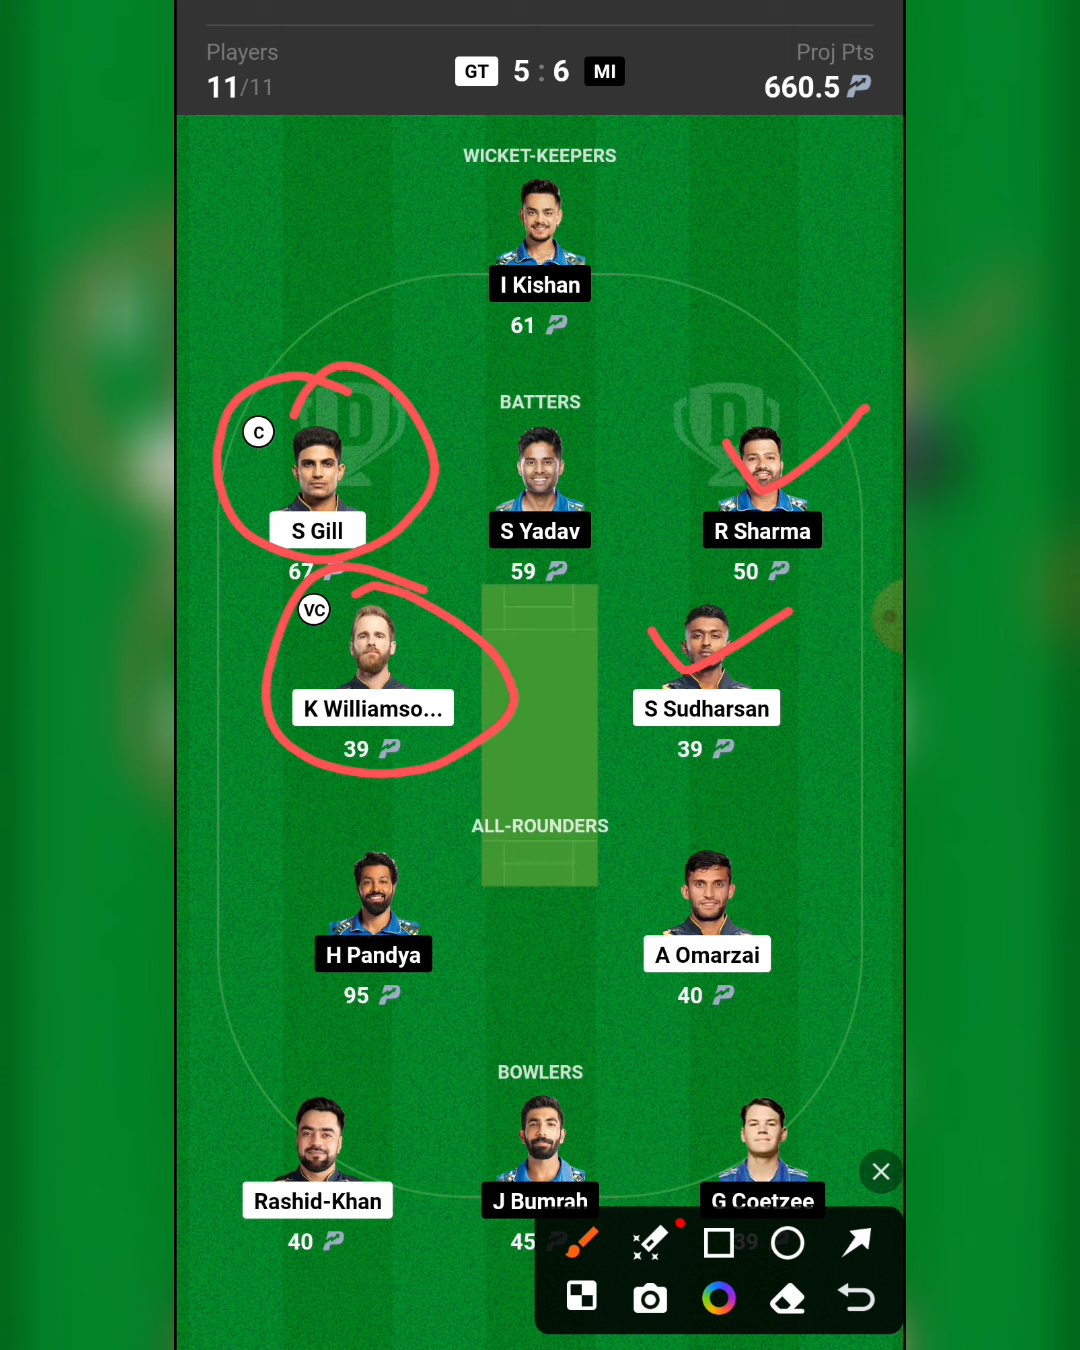 Players
11/11
GT 5 : 6 MI
Proj Pts
660.5
WICKET-KEEPERS
I Kishan
61
BATTERS
C
S Gill
67
S Yadav
59
R Sharma
50
VC
K Williamso...
39
S Sudharsan
39
ALL-ROUNDERS
H Pandya
95
A Omarzai
40
BOWLERS
Rashid-Khan
40
J Bumrah
45
G Coetzee
39